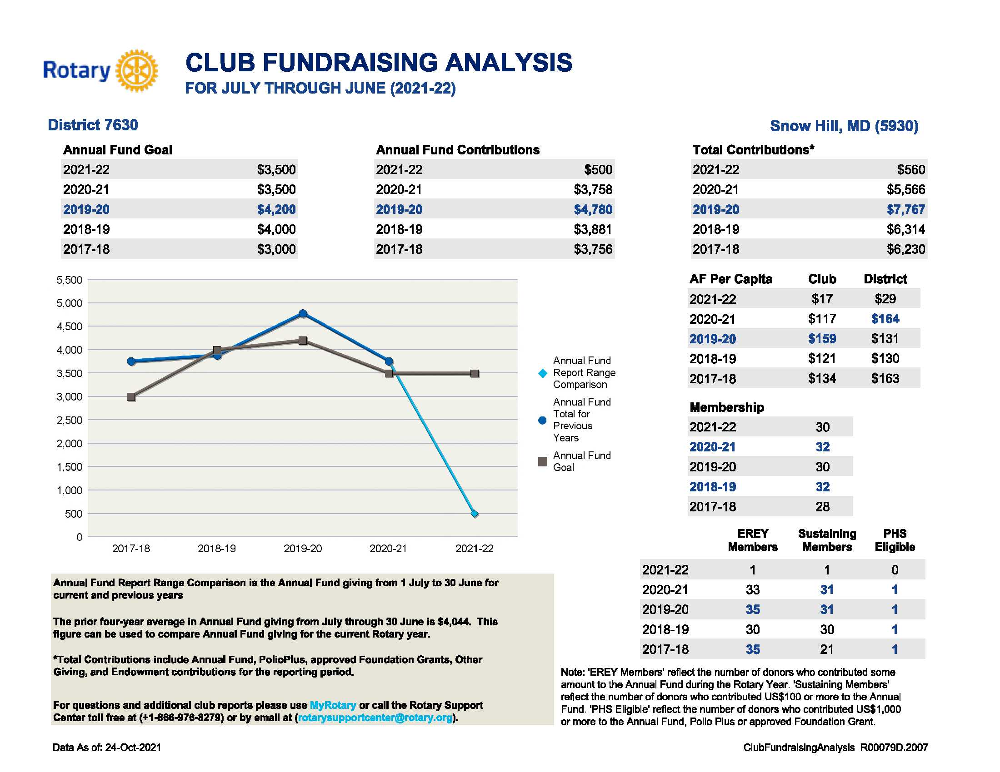 Rotary
CLUB FUNDRAISING ANALYSIS
FOR JULY THROUGH JUNE (2021-22)
District 7630
Snow Hill, MD (5930)
Annual Fund Goal
2021-22 $3,500
2020-21 $3,500
2019-20 $4,200
2018-19 $4,000
2017-18 $3,000
Annual Fund Contributions
2021-22 $500
2020-21 $3,758
2019-20 $4,780
2018-19 $3,881
2017-18 $3,756
Total Contributions*
2021-22 $560
2020-21 $5,566
2019-20 $7,767
2018-19 $6,314
2017-18 $6,230
5,500
5,000
4,500
4,000
3,500
3,000
2,500
2,000
1,500
1,000
500
0
2017-18 2018-19 2019-20 2020-21 2021-22
Annual Fund
Report Range
Comparison
Annual Fund
Total for
Previous
Years
Annual Fund
Goal
AF Per Capita Club District
2021-22 $17 $29
2020-21 $117 $164
2019-20 $159 $131
2018-19 $121 $130
2017-18 $134 $163
Membership
2021-22 30
2020-21 32
2019-20 30
2018-19 32
2017-18 28
EREY Sustaining PHS
Members Members Eligible
2021-22 1 1 0
2020-21 33 31 1
2019-20 35 31 1
2018-19 30 30 1
2017-18 35 21 1
Annual Fund Report Range Comparison is the Annual Fund giving from 1 July to 30 June for
current and previous years
The prior four-year average in Annual Fund giving from July through 30 June is $4,044. This
figure can be used to compare Annual Fund giving for the current Rotary year.
*Total Contributions include Annual Fund, PolioPlus, approved Foundation Grants, Other
Giving, and Endowment contributions for the reporting period.
For questions and additional club reports please use MyRotary or call the Rotary Support
Center toll free at (+1-866-976-8279) or by email at (rotarysupportcenter@rotary.org).
Note: 'EREY Members' reflect the number of donors who contributed some
amount to the Annual Fund during the Rotary Year. 'Sustaining Members'
reflect the number of donors who contributed US$100 or more to the Annual
Fund. 'PHS Eligible' reflect the number of donors who contributed US$1,000
or more to the Annual Fund, Polio Plus or approved Foundation Grant.
Data As of: 24-Oct-2021
ClubFundraisingAnalysis R00079D.2007